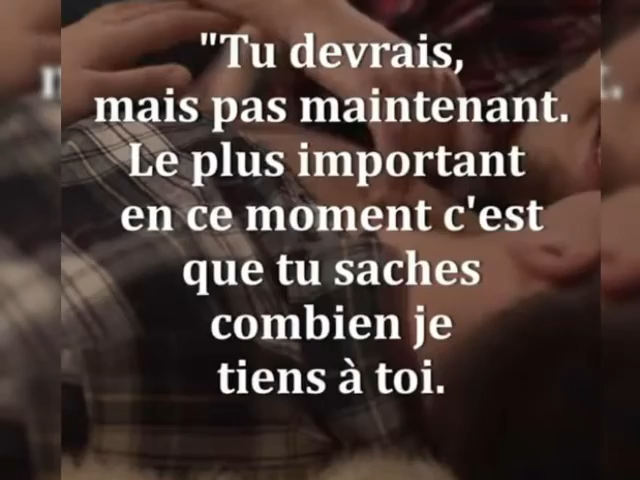 "Tu devrais,
mais pas maintenant.
Le plus important
en ce moment c'est
que tu saches
combien je
tiens à toi.